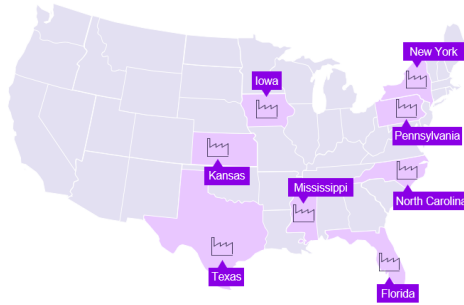 New York
Iowa
Pennsylvania
Kansas
Mississippi
North Carolina
Texas
Florida